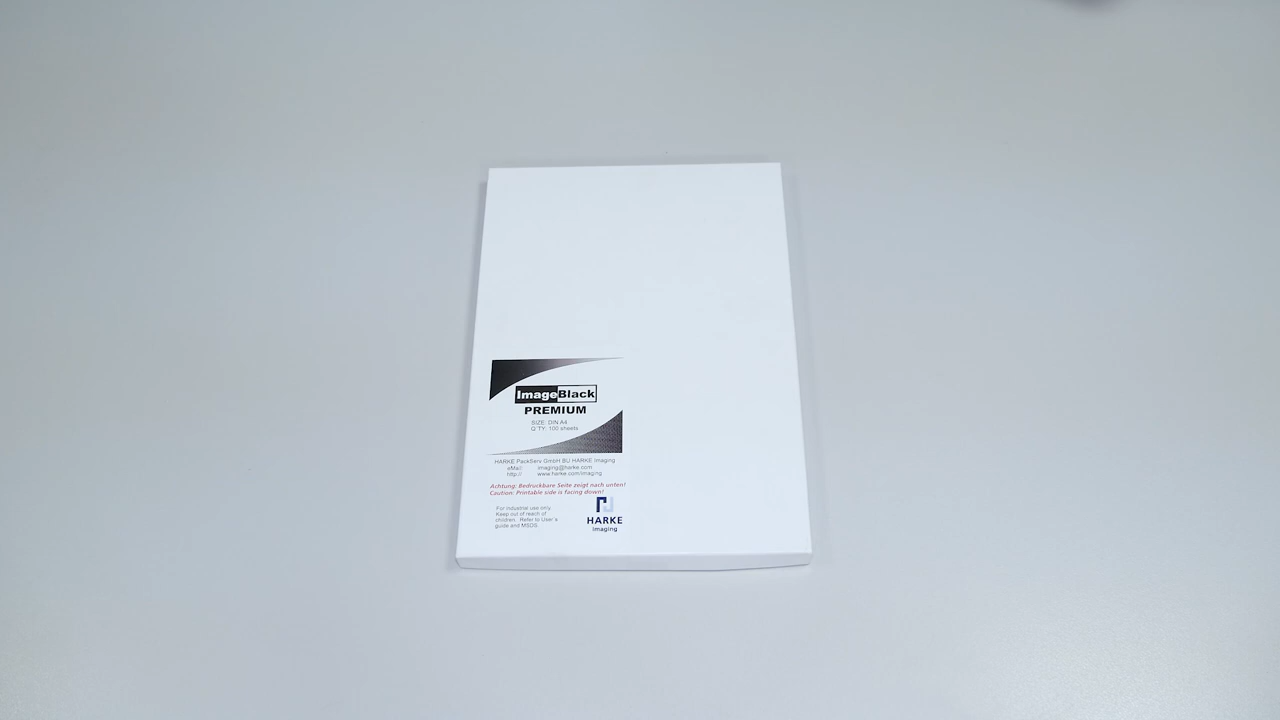 ImageBlack
PREMIUM
SIZE: DIN A4
Q'TY: 100 sheets
HARKE PackServ GmbH BU HARKE Imaging
eMail: imaging@harke.com
http:// www.harke.com/imaging
Achtung: Bedruckbare Seite zeigt nach unten!
Caution: Printable side is facing down!
For industrial use only.
Keep out of reach of
children. Refer to User's
guide and MSDS.
HARKE
Imaging